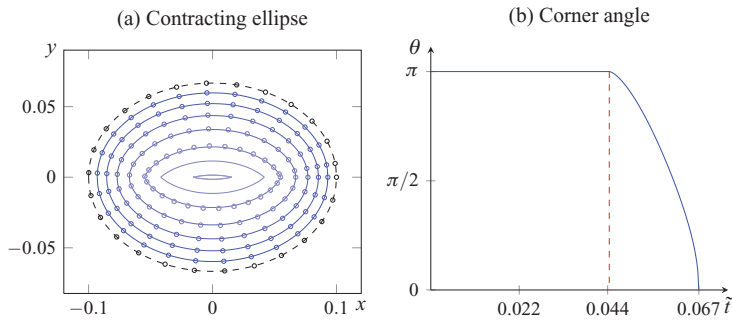 (a) Contracting ellipse
y
0.05
0
−0.05
−0.1
0
0.1
x
(b) Corner angle
θ
π
π/2
0
0.022
0.044
0.067
t̃